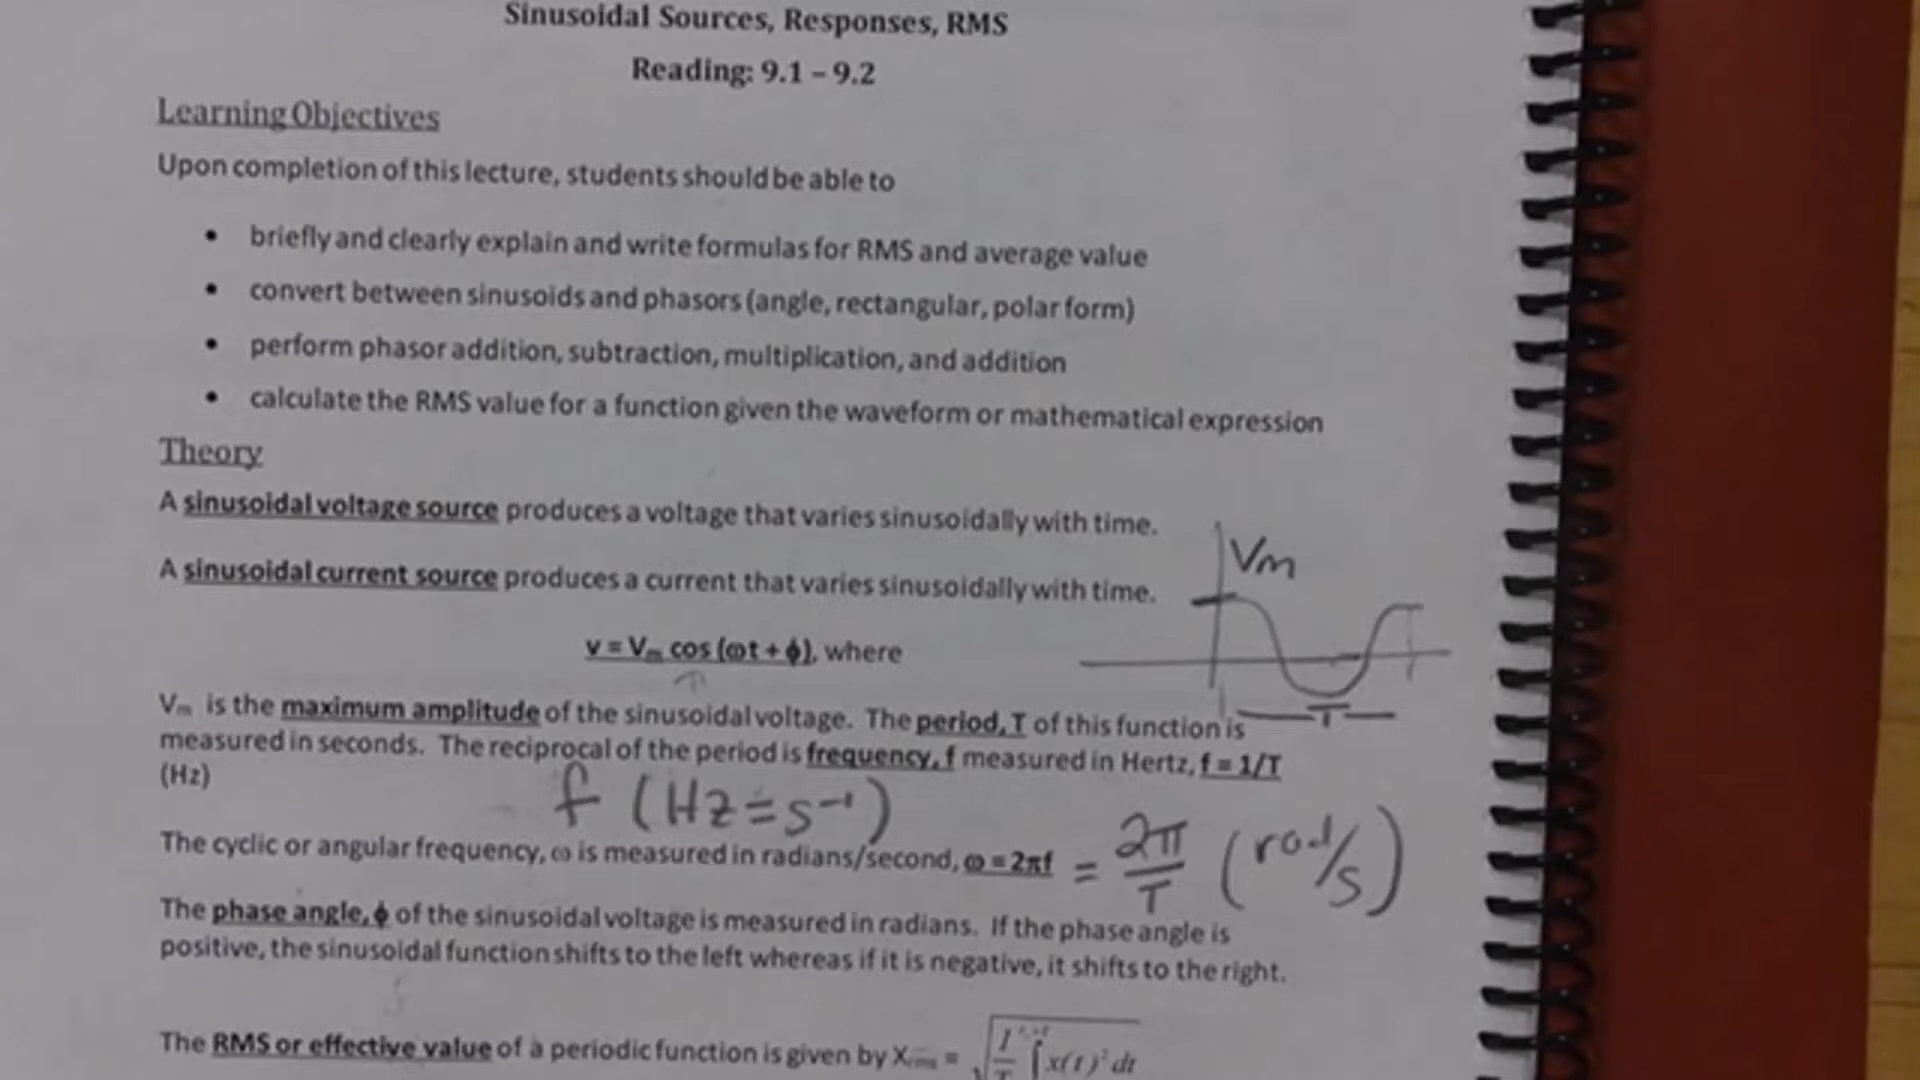 Sinusoidal Sources, Responses, RMS
Reading: 9.1 – 9.2
Learning Objectives
Upon completion of this lecture, students should be able to
• briefly and clearly explain and write formulas for RMS and average value
• convert between sinusoids and phasors (angle, rectangular, polar form)
• perform phasor addition, subtraction, multiplication, and addition
• calculate the RMS value for a function given the waveform or mathematical expression
Theory
A sinusoidal voltage source produces a voltage that varies sinusoidally with time.
Vm
A sinusoidal current source produces a current that varies sinusoidally with time.
v = Vm cos (ωt + ϕ), where
Vm is the maximum amplitude of the sinusoidal voltage. The period, T of this function is
T
measured in seconds. The reciprocal of the period is frequency, f measured in Hertz, f = 1/T
(Hz)
f (Hz = s⁻¹)
The cyclic or angular frequency, ω is measured in radians/second, ω = 2πf = 2π/T (rad/s)
The phase angle, ϕ of the sinusoidal voltage is measured in radians. If the phase angle is
positive, the sinusoidal function shifts to the left whereas if it is negative, it shifts to the right.
The RMS or effective value of a periodic function is given by Xrms = √ 1/T ∫ x(t)² dt